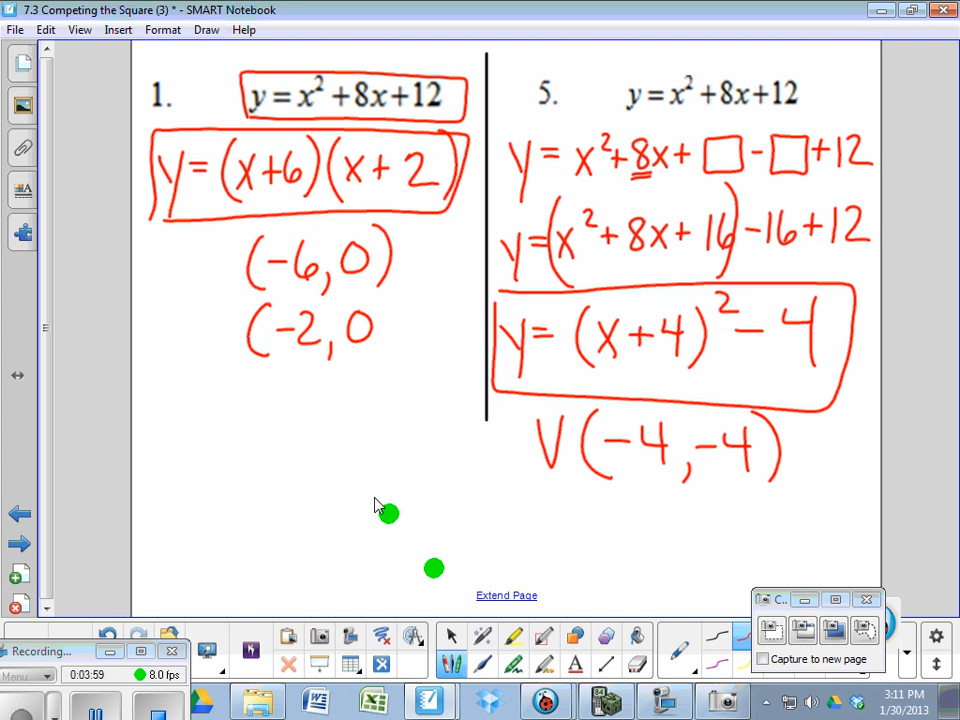 7.3 Competing the Square (3) * - SMART Notebook
File Edit View Insert Format Draw Help
1. y = x² + 8x + 12
y = (x + 6)(x + 2)
(-6, 0)
(-2, 0
5. y = x² + 8x + 12
y = x² + 8x + □ - □ + 12
y = (x² + 8x + 16) - 16 + 12
y = (x + 4)² - 4
V (-4, -4)
Extend Page
C...
Capture to new page
Recording...
Menu
0:03:59 8.0 fps
A
3:11 PM
1/30/2013